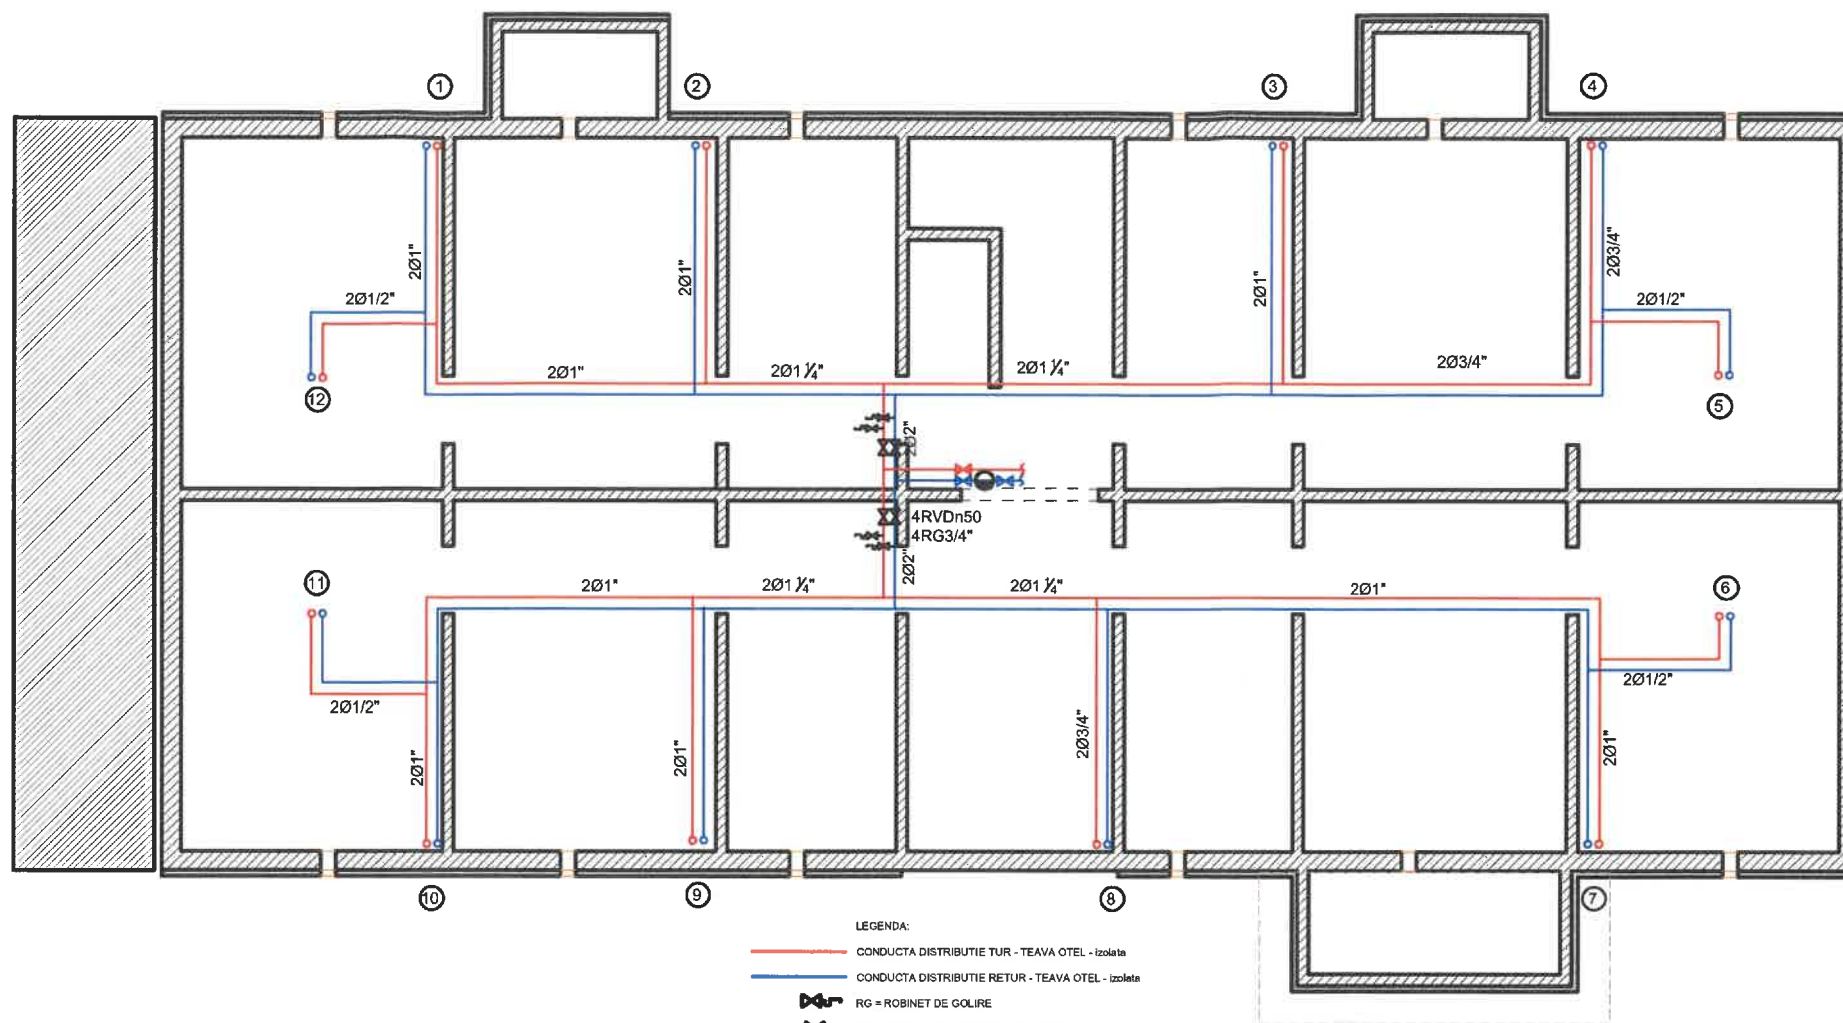 1 2 3 4
2Ø1" 2Ø1" 2Ø1" 2Ø3/4"
2Ø1/2" 2Ø1/2"
2Ø1" 2Ø1 ¼" 2Ø1 ¼" 2Ø3/4"
12 5
2Ø2"
4RVDn50
4RG3/4"
2Ø2"
11 2Ø1" 2Ø1 ¼" 2Ø1 ¼" 2Ø1" 6
2Ø1/2" 2Ø1/2"
2Ø1" 2Ø1" 2Ø3/4" 2Ø1"
10 9 8 7
LEGENDA:
CONDUCTA DISTRIBUTIE TUR - TEAVA OTEL - izolata
CONDUCTA DISTRIBUTIE RETUR - TEAVA OTEL - izolata
RG = ROBINET DE GOLIRE